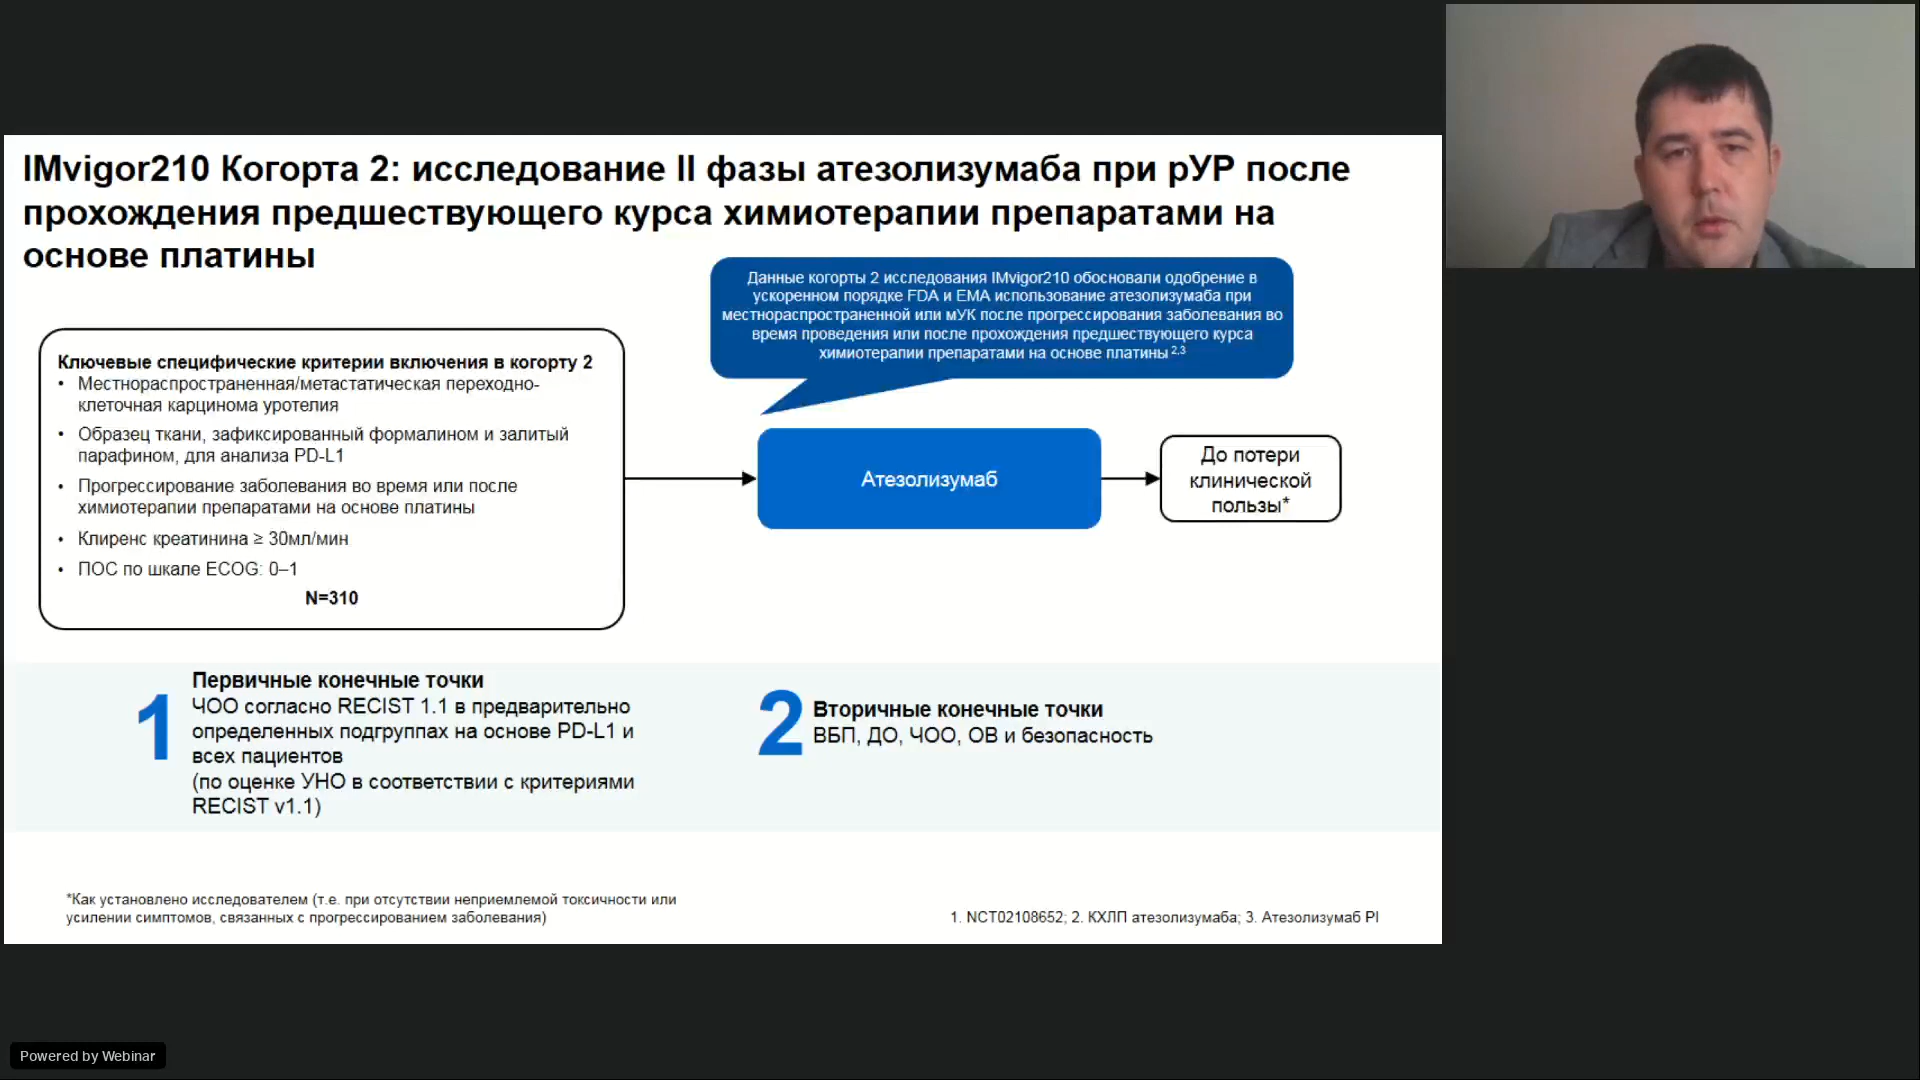 IMvigor210 Когорта 2: исследование II фазы атезолизумаба при рУР после
прохождения предшествующего курса химиотерапии препаратами на
основе платины
Данные когорты 2 исследования IMvigor210 обосновали одобрение в
ускоренном порядке FDA и EMA использование атезолизумаба при
местнораспространенной или мУК после прогрессирования заболевания во
время проведения или после прохождения предшествующего курса
химиотерапии препаратами на основе платины 2,3
Ключевые специфические критерии включения в когорту 2
• Местнораспространенная/метастатическая переходно-
клеточная карцинома уротелия
• Образец ткани, зафиксированный формалином и залитый
парафином, для анализа PD-L1
• Прогрессирование заболевания во время или после
химиотерапии препаратами на основе платины
• Клиренс креатинина ≥ 30мл/мин
• ПОС по шкале ECOG: 0–1
N=310
Атезолизумаб
До потери
клинической
пользы*
1
Первичные конечные точки
ЧОО согласно RECIST 1.1 в предварительно
определенных подгруппах на основе PD-L1 и
всех пациентов
(по оценке УНО в соответствии с критериями
RECIST v1.1)
2
Вторичные конечные точки
ВБП, ДО, ЧОО, ОВ и безопасность
*Как установлено исследователем (т.е. при отсутствии неприемлемой токсичности или
усилении симптомов, связанных с прогрессированием заболевания)
1. NCT02108652; 2. КХЛП атезолизумаба; 3. Атезолизумаб PI
Powered by Webinar